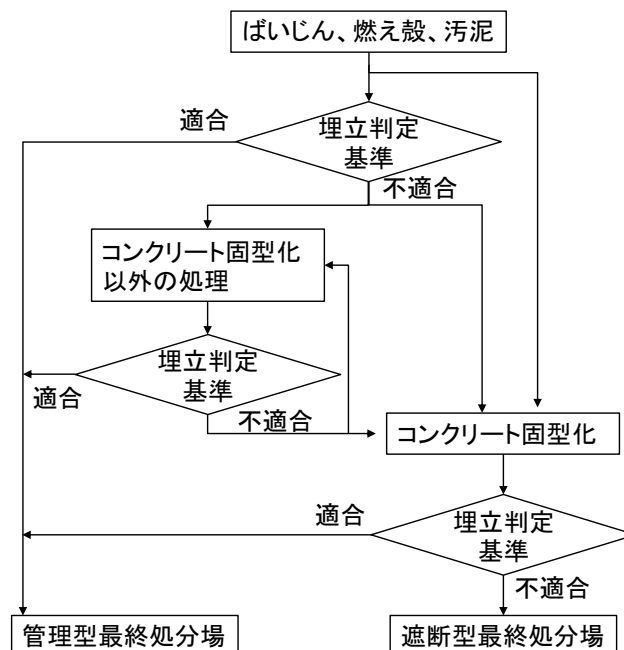 ばいじん、燃え殻、汚泥
適合
埋立判定
基準
不適合
コンクリート固型化
以外の処理
埋立判定
基準
適合
不適合
コンクリート固型化
適合
埋立判定
基準
不適合
管理型最終処分場
遮断型最終処分場